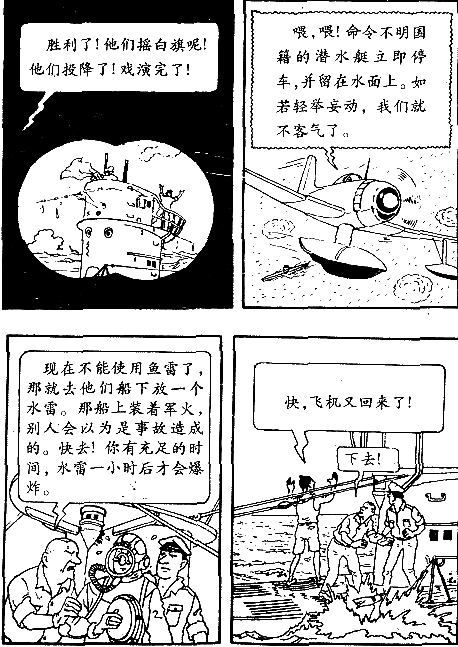 胜利了！他们摇白旗呢！
他们投降了！戏演完了！
喂，喂！命令不明国
籍的潜水艇立即停
车，并留在水面上。如
若轻举妄动，我们就
不客气了。
现在不能使用鱼雷了，
那就去他们船下放一个
水雷。那船上装着军火，
别人会以为是事故造成
的。快去！你有充足的时
间，水雷一小时后才会爆
炸。
快，飞机又回来了！
下去！